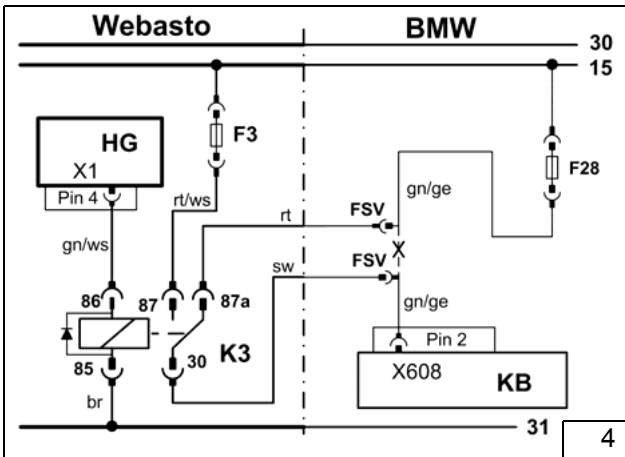 Webasto BMW
30
15
HG
X1
Pin 4
F3
F28
rt/ws
rt
FSV
gn/ge
gn/ws
sw
FSV
gn/ge
86 87 87a
Pin 2
85 30 K3
X608
KB
br
31
4